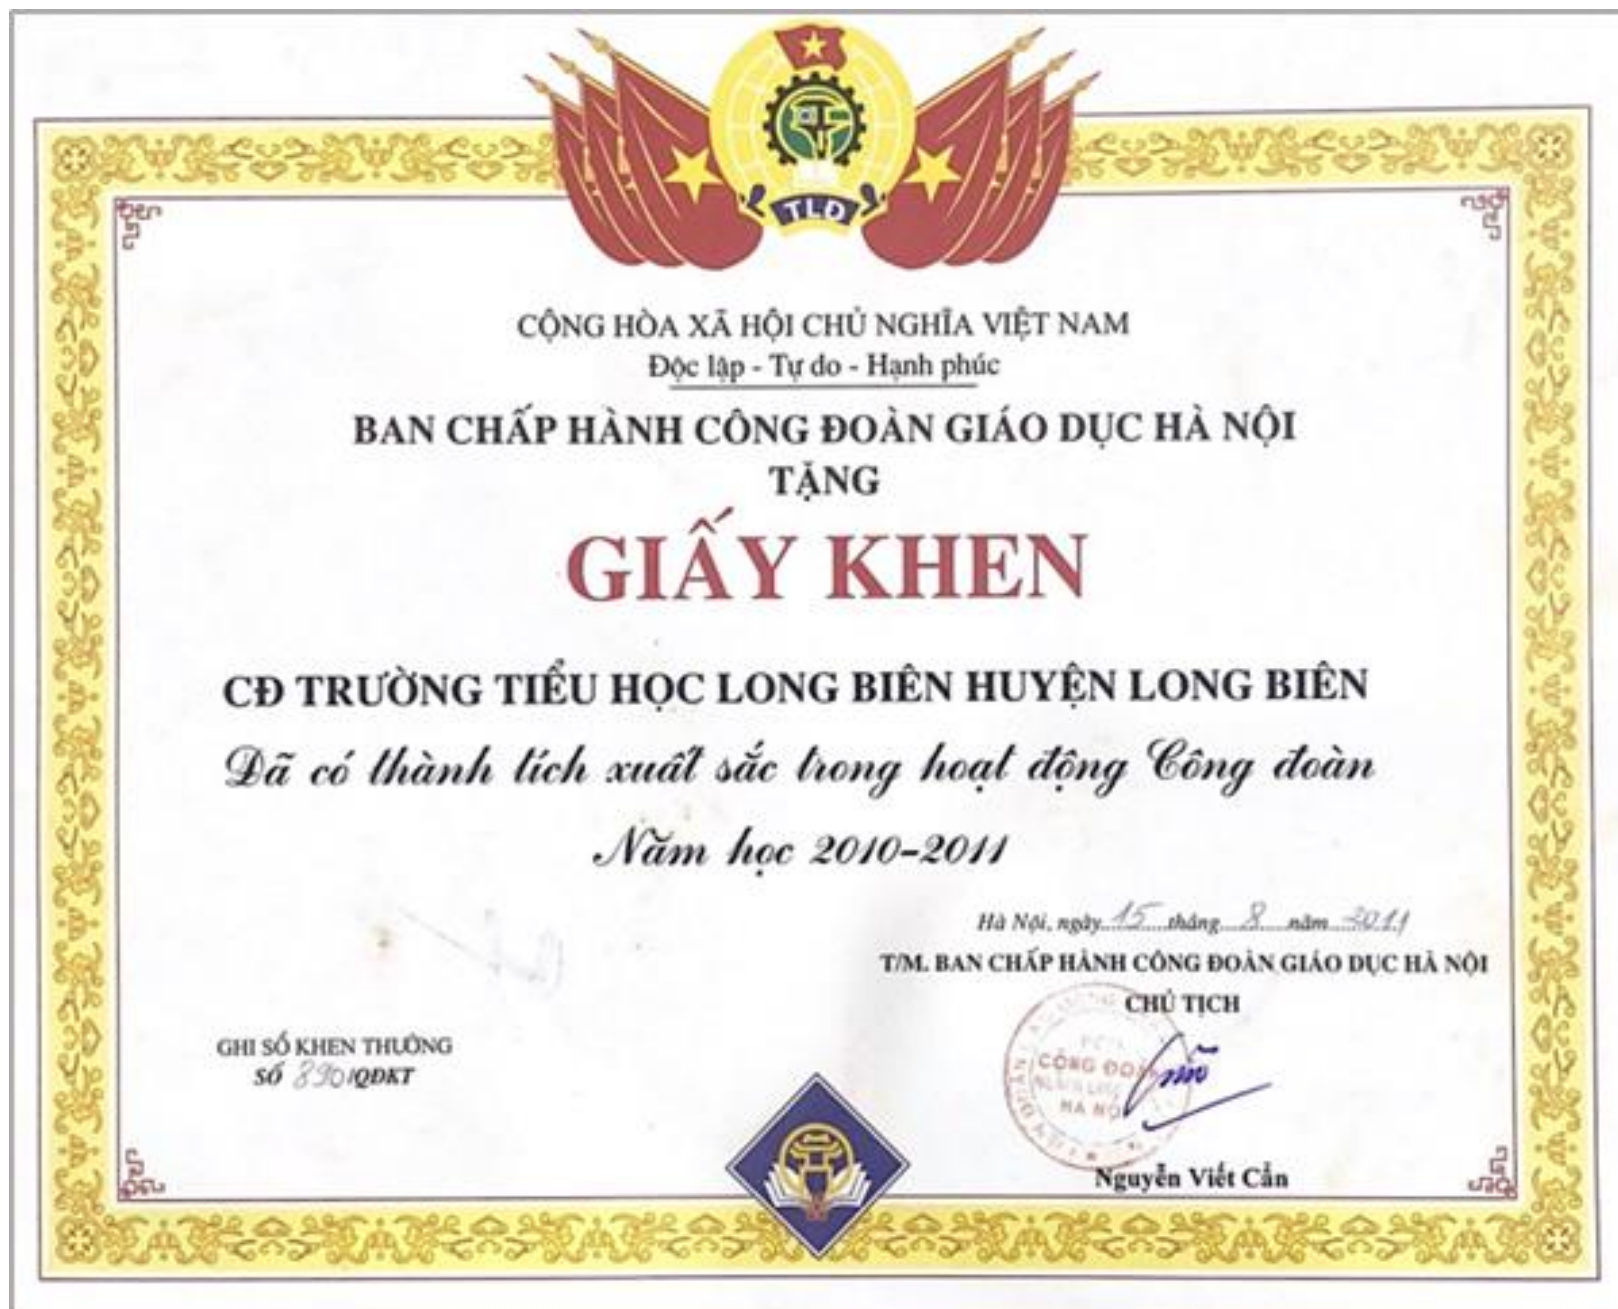 TLĐ
CỘNG HÒA XÃ HỘI CHỦ NGHĨA VIỆT NAM
Độc lập - Tự do - Hạnh phúc
BAN CHẤP HÀNH CÔNG ĐOÀN GIÁO DỤC HÀ NỘI
TẶNG
GIẤY KHEN
CĐ TRƯỜNG TIỂU HỌC LONG BIÊN HUYỆN LONG BIÊN
Đã có thành tích xuất sắc trong hoạt động Công đoàn
Năm học 2010-2011
Hà Nội, ngày 15 tháng 8 năm 2011
T/M. BAN CHẤP HÀNH CÔNG ĐOÀN GIÁO DỤC HÀ NỘI
CHỦ TỊCH
GHI SỔ KHEN THƯỞNG
SỐ 890/QĐKT
CÔNG ĐOÀN
HÀ NỘI
Nguyễn Viết Cẩn